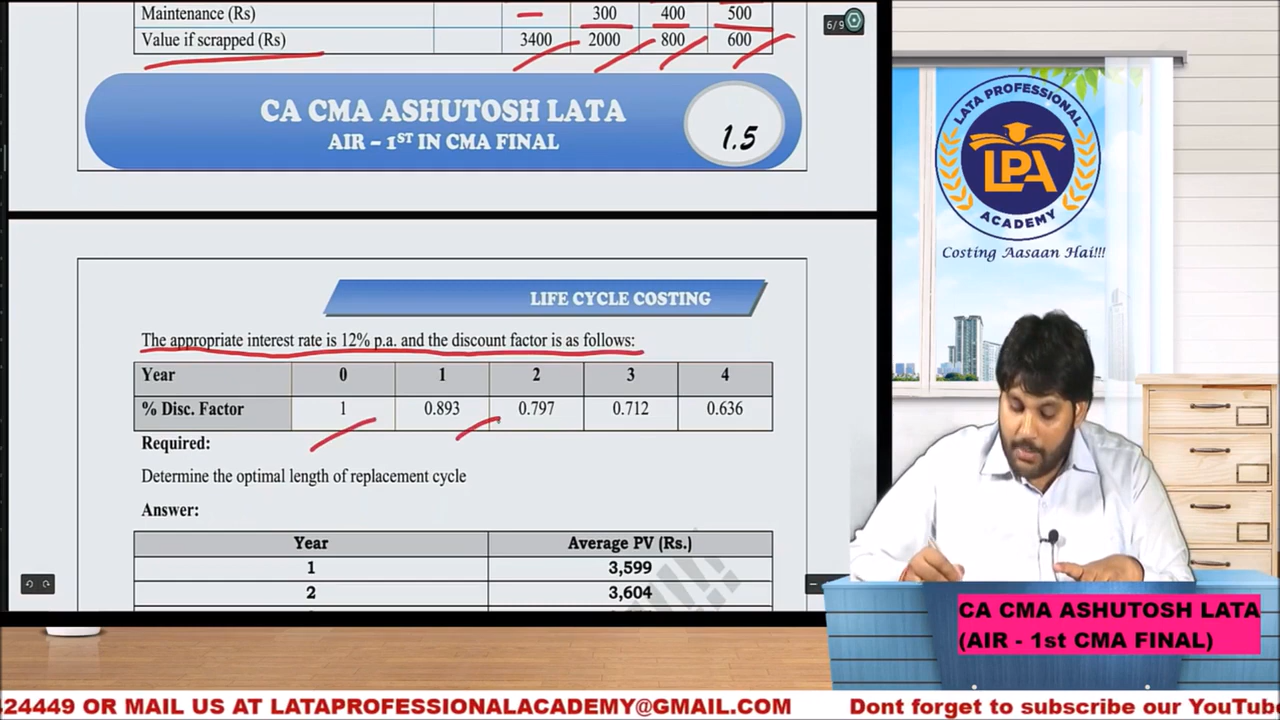 Maintenance (Rs) 300 400 500
Value if scrapped (Rs) 3400 2000 800 600
6/9
CA CMA ASHUTOSH LATA
AIR – 1ST IN CMA FINAL
1.5
LATA PROFESSIONAL
LPA
ACADEMY
Costing Aasaan Hai!!!
LIFE CYCLE COSTING
The appropriate interest rate is 12% p.a. and the discount factor is as follows:
Year 0 1 2 3 4
% Disc. Factor 1 0.893 0.797 0.712 0.636
Required:
Determine the optimal length of replacement cycle
Answer:
Year Average PV (Rs.)
1 3,599
2 3,604
!!!
CA CMA ASHUTOSH LATA
(AIR - 1st CMA FINAL)
24449 OR MAIL US AT LATAPROFESSIONALACADEMY@GMAIL.COM Dont forget to subscribe our YouTube